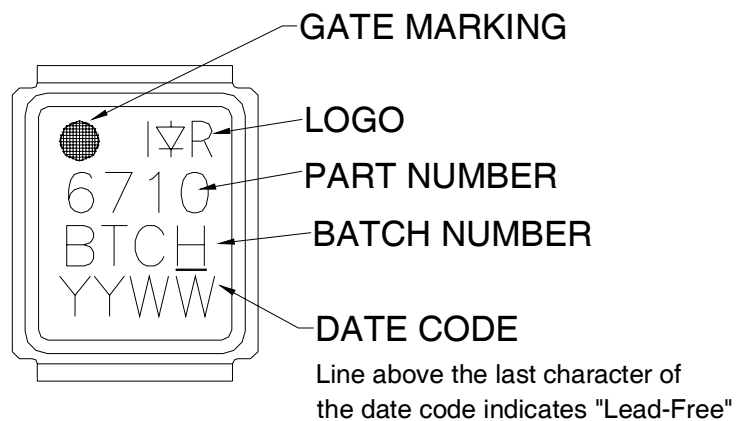 GATE MARKING
IR
LOGO
6710
PART NUMBER
BTCH
BATCH NUMBER
YYWW
DATE CODE
Line above the last character of
the date code indicates "Lead-Free"